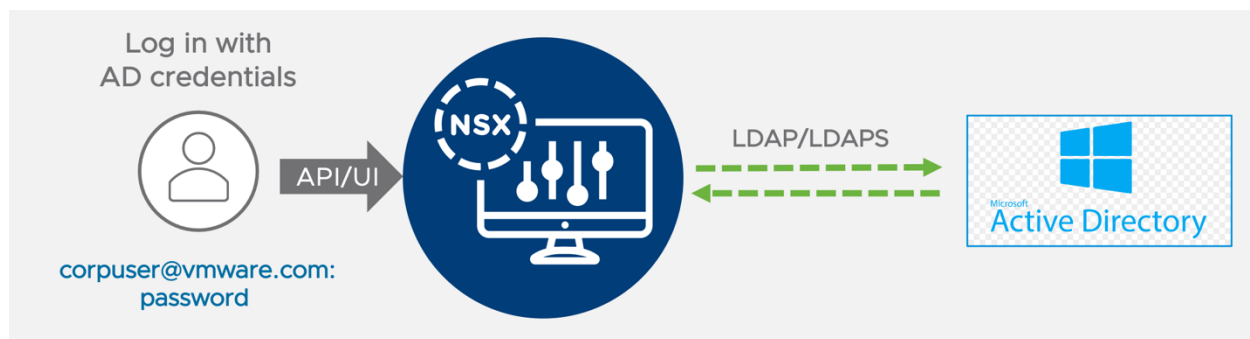 Log in with
AD credentials
NSX
API/UI
LDAP/LDAPS
Microsoft
Active Directory
corpuser@vmware.com:
password